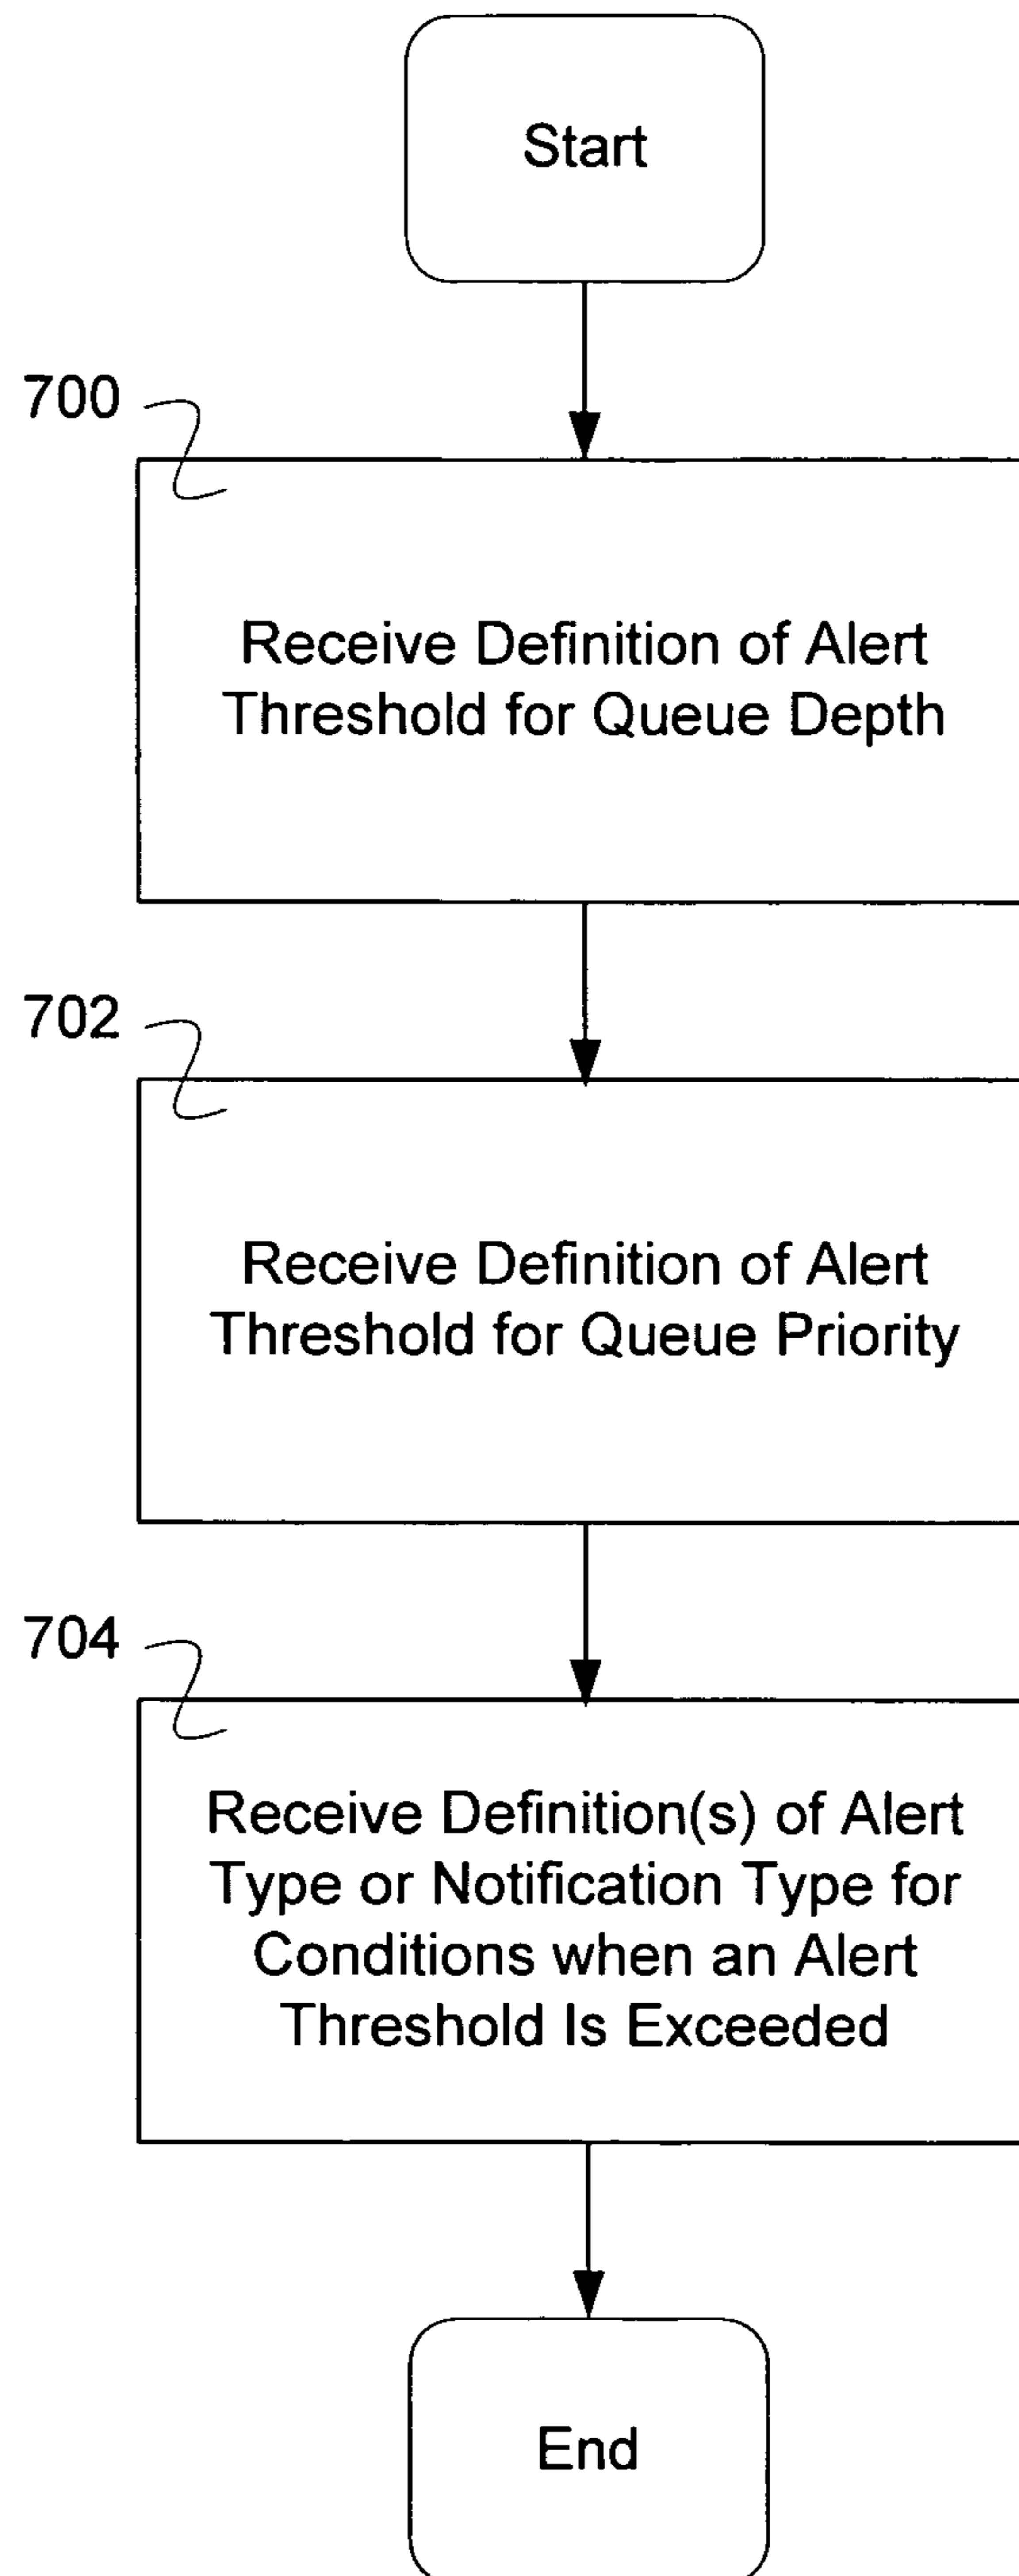 Start
700
Receive Definition of Alert
Threshold for Queue Depth
702
Receive Definition of Alert
Threshold for Queue Priority
704
Receive Definition(s) of Alert
Type or Notification Type for
Conditions when an Alert
Threshold Is Exceeded
End